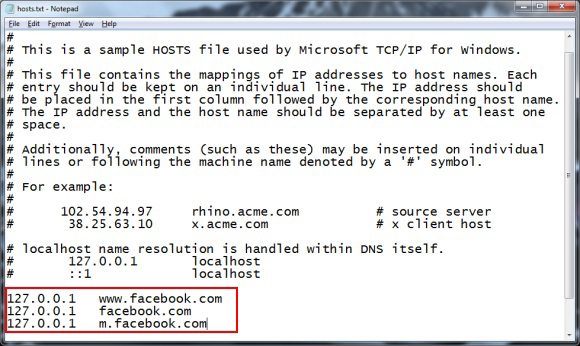 hosts.txt - Notepad
File Edit Format View Help
#
# This is a sample HOSTS file used by Microsoft TCP/IP for Windows.
#
# This file contains the mappings of IP addresses to host names. Each
# entry should be kept on an individual line. The IP address should
# be placed in the first column followed by the corresponding host name.
# The IP address and the host name should be separated by at least one
# space.
#
# Additionally, comments (such as these) may be inserted on individual
# lines or following the machine name denoted by a '#' symbol.
#
# For example:
#
# 102.54.94.97 rhino.acme.com # source server
# 38.25.63.10 x.acme.com # x client host
# localhost name resolution is handled within DNS itself.
# 127.0.0.1 localhost
# ::1 localhost
127.0.0.1 www.facebook.com
127.0.0.1 facebook.com
127.0.0.1 m.facebook.com